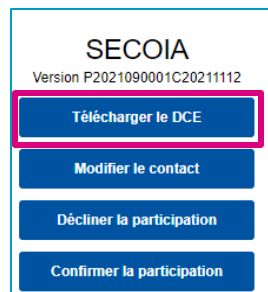 SECOIA
Version P2021090001C20211112
Télécharger le DCE
Modifier le contact
Décliner la participation
Confirmer la participation